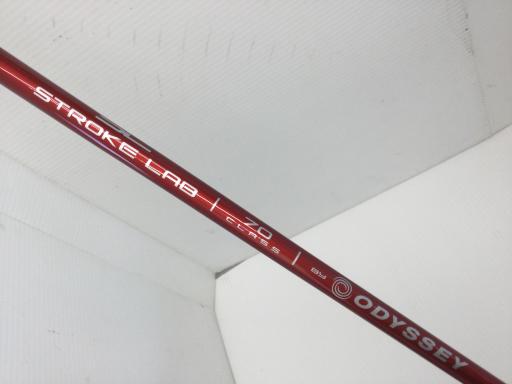 STROKE LAB | 70 CLASS | ODYSSEY